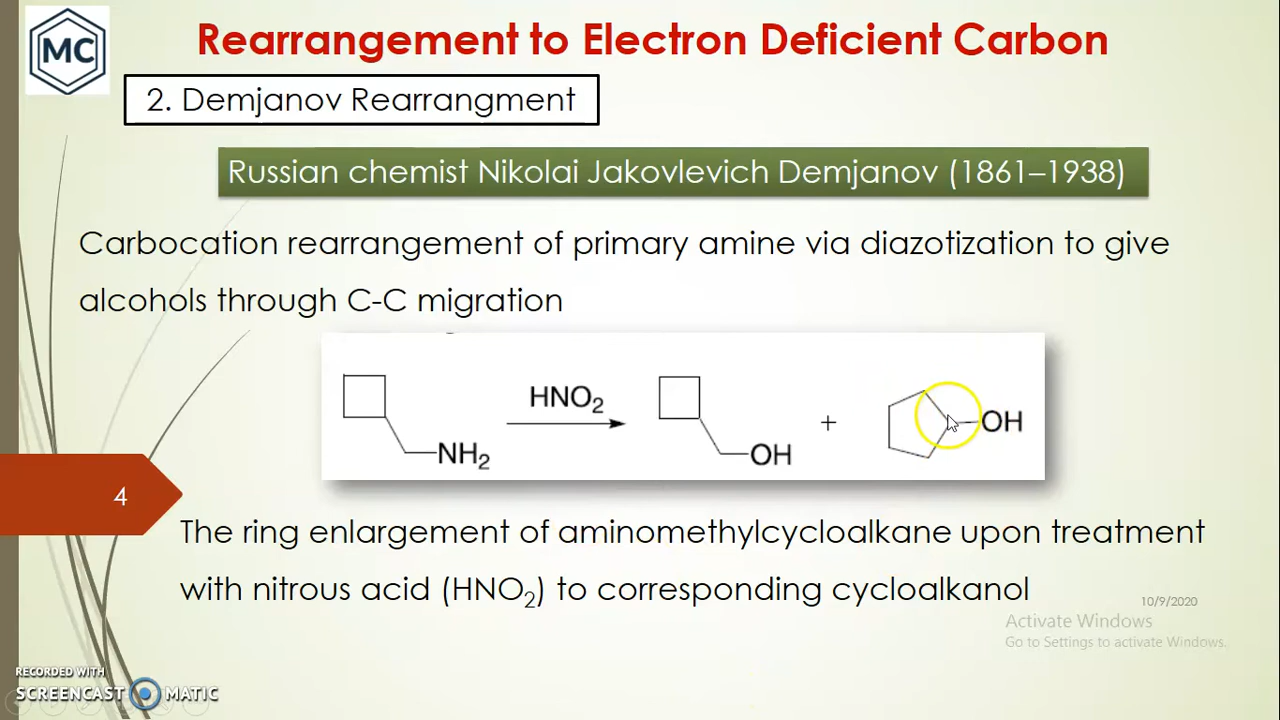 MC
Rearrangement to Electron Deficient Carbon
2. Demjanov Rearrangment
Russian chemist Nikolai Jakovlevich Demjanov (1861–1938)
Carbocation rearrangement of primary amine via diazotization to give
alcohols through C-C migration
HNO2
NH2
OH
+
OH
4
The ring enlargement of aminomethylcycloalkane upon treatment
with nitrous acid (HNO2) to corresponding cycloalkanol
10/9/2020
Activate Windows
Go to Settings to activate Windows.
RECORDED WITH
SCREENCAST MATIC